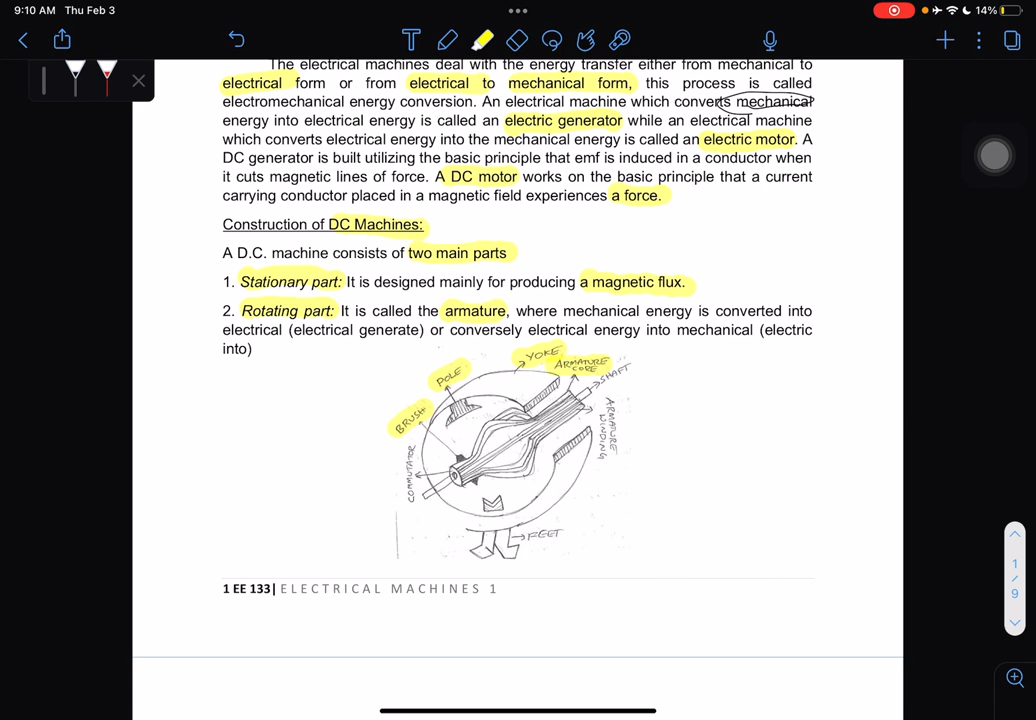 9:10 AM Thu Feb 3
14%
The electrical machines deal with the energy transfer either from mechanical to
electrical form or from electrical to mechanical form, this process is called
electromechanical energy conversion. An electrical machine which converts mechanical
energy into electrical energy is called an electric generator while an electrical machine
which converts electrical energy into the mechanical energy is called an electric motor. A
DC generator is built utilizing the basic principle that emf is induced in a conductor when
it cuts magnetic lines of force. A DC motor works on the basic principle that a current
carrying conductor placed in a magnetic field experiences a force.
Construction of DC Machines:
A D.C. machine consists of two main parts
1. Stationary part: It is designed mainly for producing a magnetic flux.
2. Rotating part: It is called the armature, where mechanical energy is converted into
electrical (electrical generate) or conversely electrical energy into mechanical (electric
into)
YOKE
POLE
ARMATURE
CORE
SHAFT
BRUSH
ARMATURE
WINDING
COMMUTATOR
FEET
1 EE 133| ELECTRICAL MACHINES 1
1
/
9